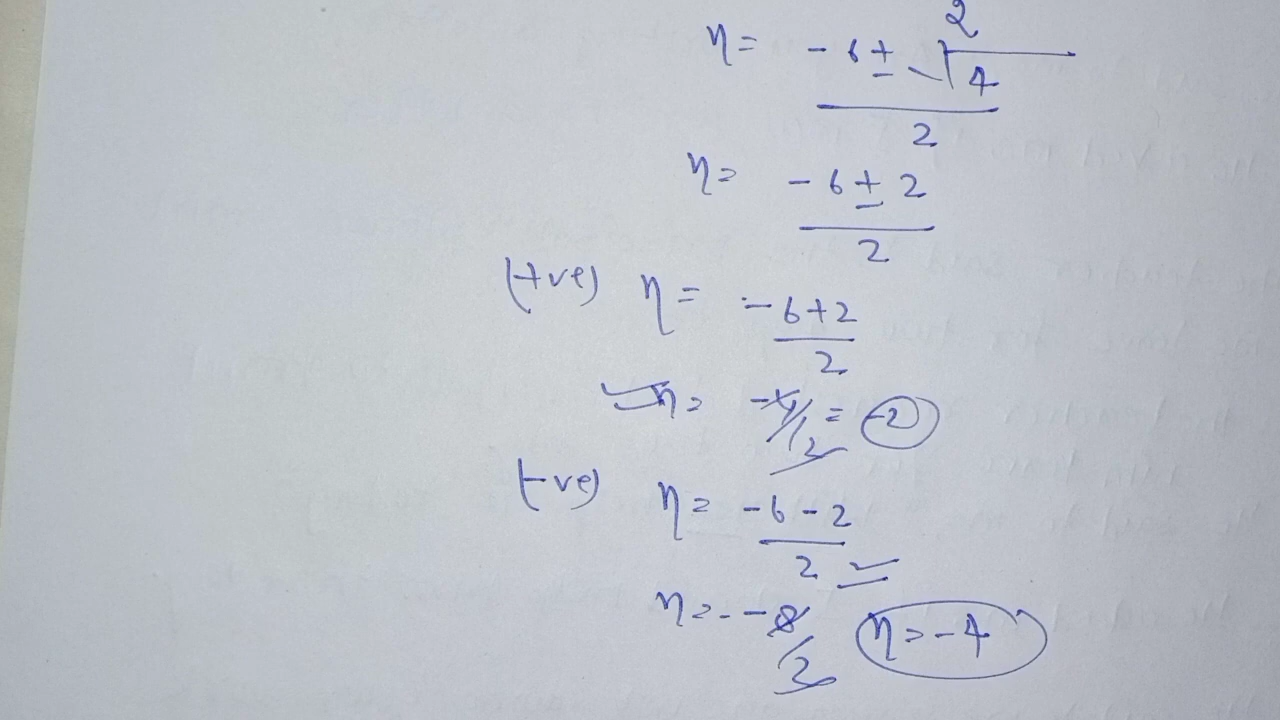 η = -6 ± √4 2
2
η = -6 ± 2
2
(+ve) η = -6+2
2
η = -4/2 = -2
(-ve) η = -6-2
2
η = - -8/2 η = -4